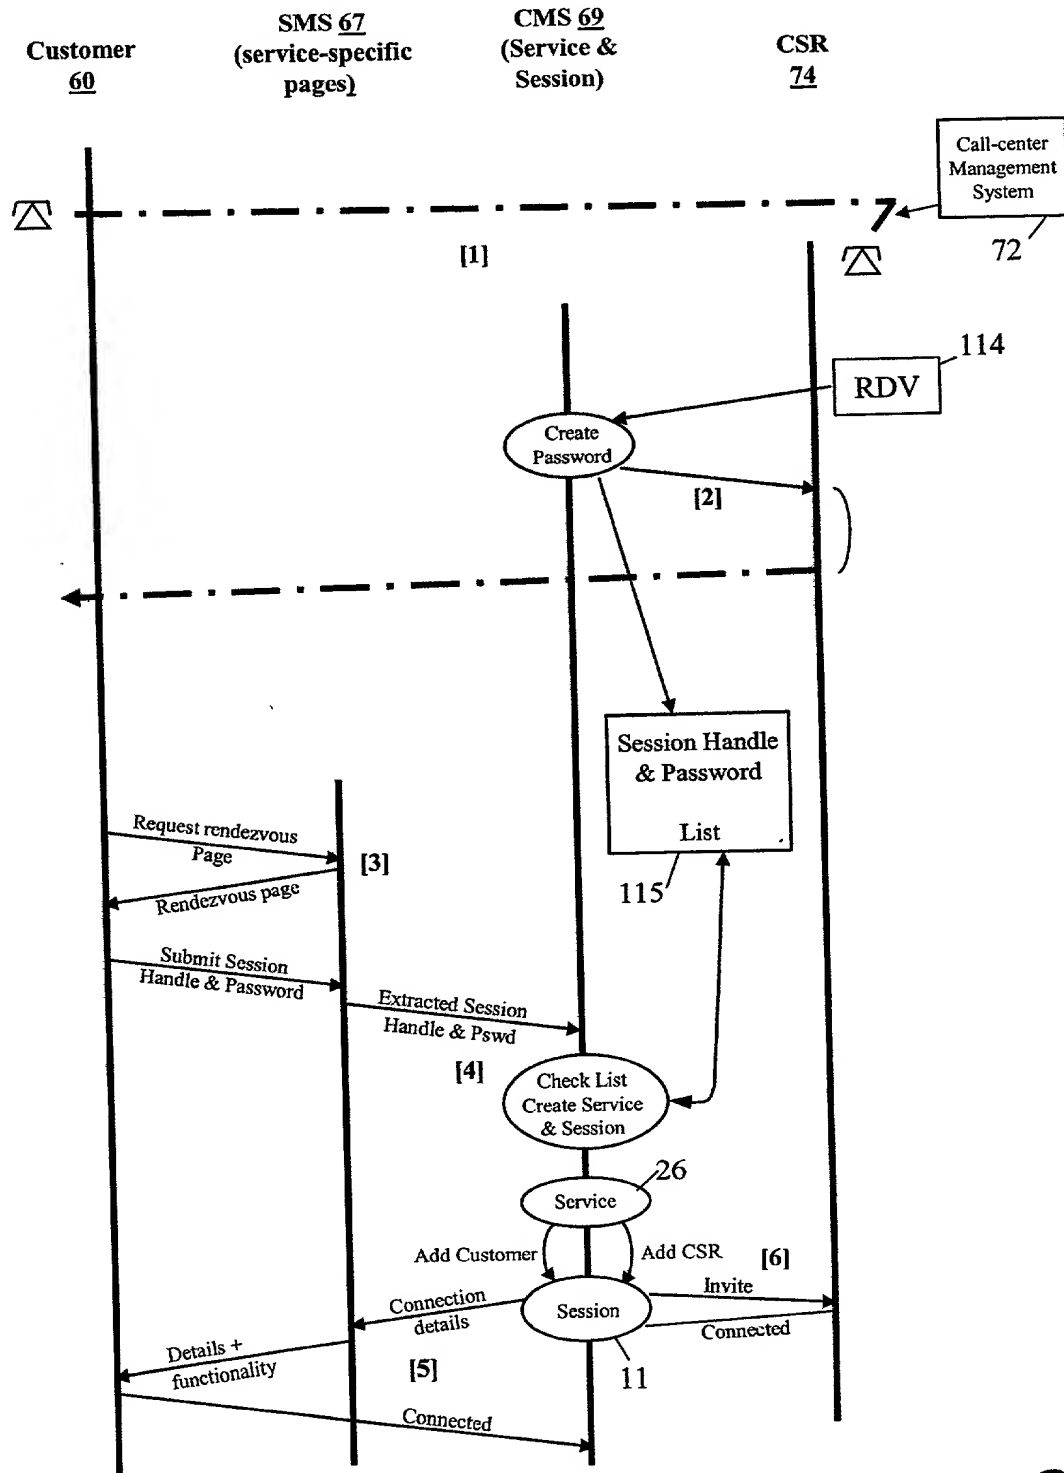 Customer
60
SMS 67
(service-specific
pages)
CMS 69
(Service &
Session)
CSR
74
Call-center
Management
System
72
[1]
114
RDV
Create
Password
[2]
Session Handle
& Password
List
115
Request rendezvous
Page
[3]
Rendezvous page
Submit Session
Handle & Password
Extracted Session
Handle & Pswd
[4]
Check List
Create Service
& Session
26
Service
Add Customer
Add CSR
[6]
Invite
Session
Connected
11
Connection
details
Details +
functionality
[5]
Connected